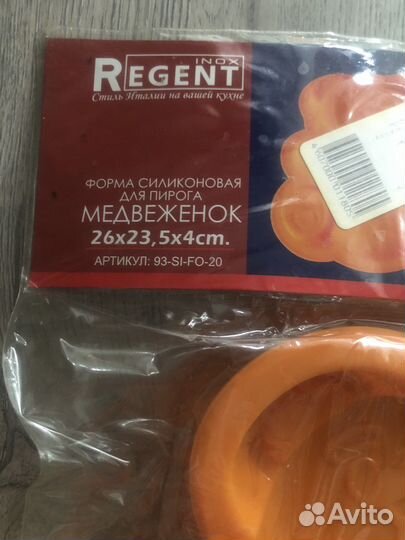 INOX
REGENT
Стиль Италии на вашей кухне
ФОРМА СИЛИКОНОВАЯ
ДЛЯ ПИРОГА
МЕДВЕЖЕНОК
26x23,5x4cm.
АРТИКУЛ: 93-SI-FO-20
Avito